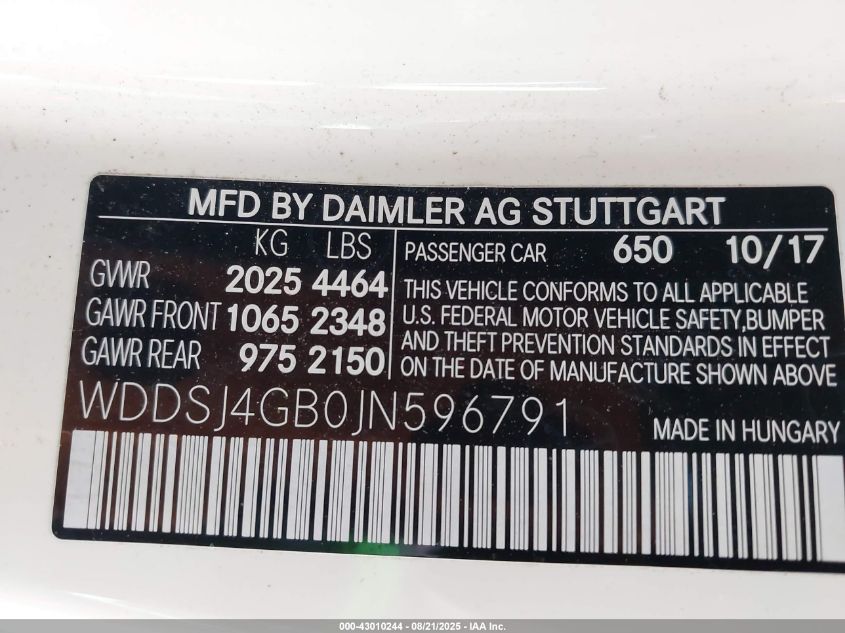 MFD BY DAIMLER AG STUTTGART
KG LBS
GVWR 2025 4464
GAWR FRONT 1065 2348
GAWR REAR 975 2150
PASSENGER CAR 650 10/17
THIS VEHICLE CONFORMS TO ALL APPLICABLE
U.S. FEDERAL MOTOR VEHICLE SAFETY,BUMPER
AND THEFT PREVENTION STANDARDS IN EFFECT
ON THE DATE OF MANUFACTURE SHOWN ABOVE
WDDSJ4GB0JN596791
MADE IN HUNGARY
000-43010244 - 08/21/2025 - IAA Inc.